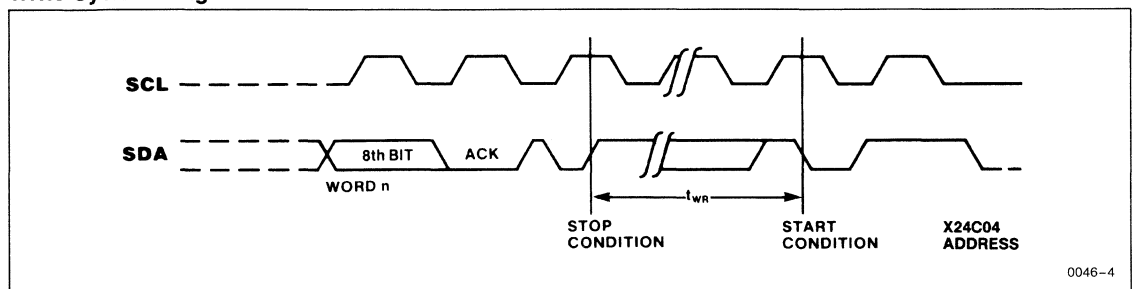 SCL
SDA
8th BIT
ACK
WORD n
tWR
STOP
CONDITION
START
CONDITION
X24C04
ADDRESS
0046-4